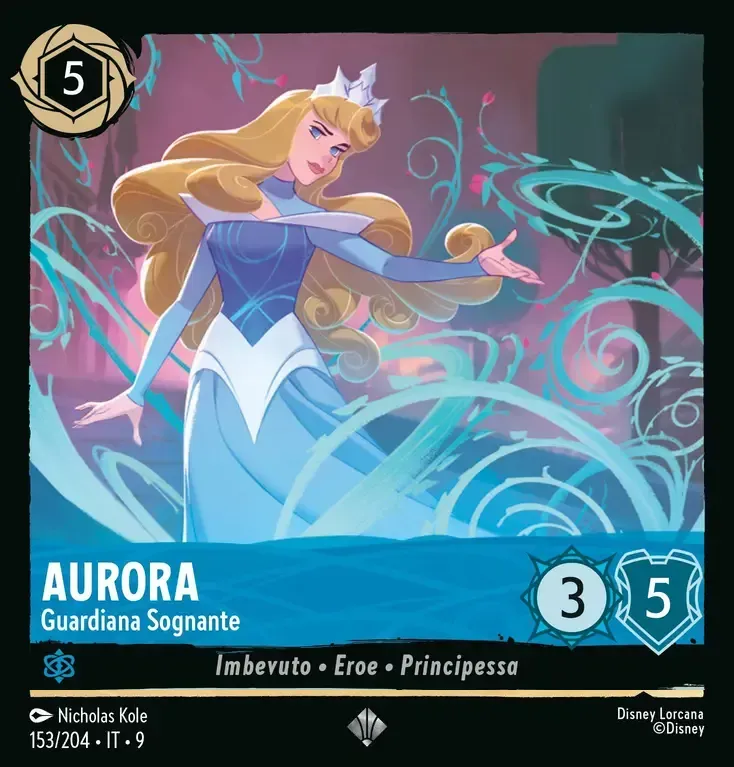 5
AURORA
Guardiana Sognante
3
5
Imbevuto • Eroe • Principessa
Nicholas Kole
153/204 • IT • 9
Disney Lorcana
©Disney